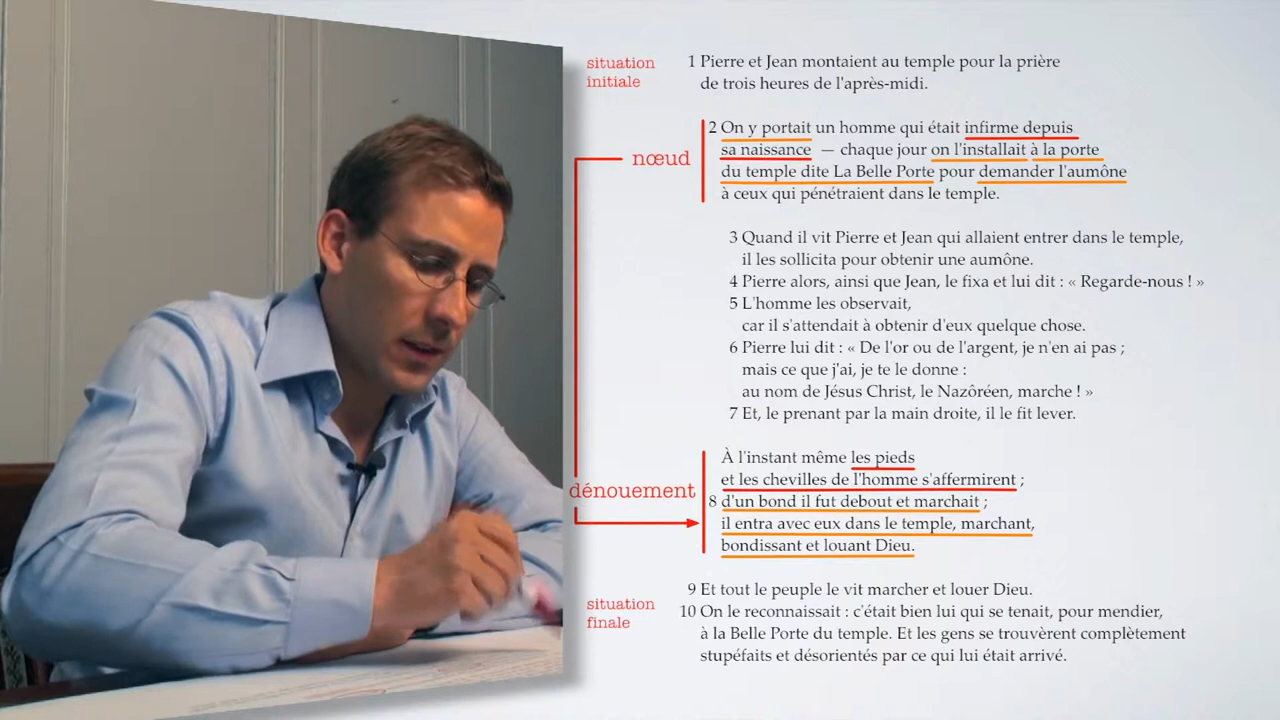 situation
initiale
1 Pierre et Jean montaient au temple pour la prière
de trois heures de l'après-midi.
nœud
2 On y portait un homme qui était infirme depuis
sa naissance — chaque jour on l'installait à la porte
du temple dite La Belle Porte pour demander l'aumône
à ceux qui pénétraient dans le temple.
3 Quand il vit Pierre et Jean qui allaient entrer dans le temple,
il les sollicita pour obtenir une aumône.
4 Pierre alors, ainsi que Jean, le fixa et lui dit : « Regarde-nous ! »
5 L'homme les observait,
car il s'attendait à obtenir d'eux quelque chose.
6 Pierre lui dit : « De l'or ou de l'argent, je n'en ai pas ;
mais ce que j'ai, je te le donne :
au nom de Jésus Christ, le Nazôréen, marche ! »
7 Et, le prenant par la main droite, il le fit lever.
À l'instant même les pieds
et les chevilles de l'homme s'affermirent ;
dénouement
8 d'un bond il fut debout et marchait ;
il entra avec eux dans le temple, marchant,
bondissant et louant Dieu.
situation
finale
9 Et tout le peuple le vit marcher et louer Dieu.
10 On le reconnaissait : c'était bien lui qui se tenait, pour mendier,
à la Belle Porte du temple. Et les gens se trouvèrent complètement
stupéfaits et désorientés par ce qui lui était arrivé.